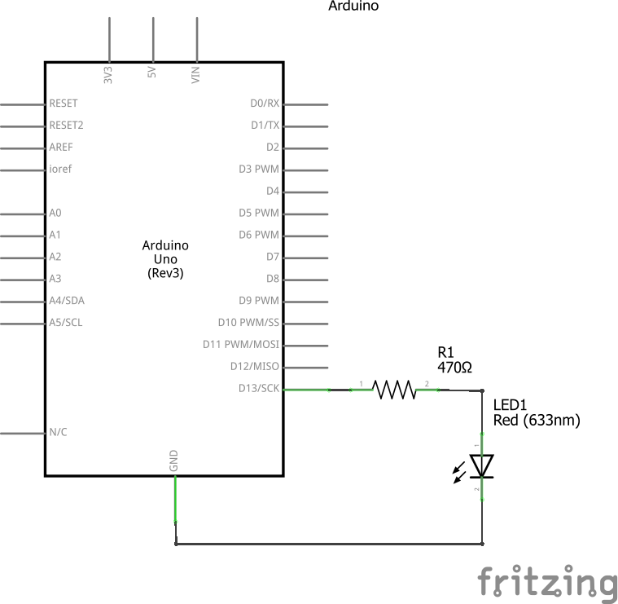 Arduino
3V3
5V
VIN
RESET
RESET2
AREF
ioref
A0
A1
A2
A3
A4/SDA
A5/SCL
N/C
Arduino
Uno
(Rev3)
D0/RX
D1/TX
D2
D3 PWM
D4
D5 PWM
D6 PWM
D7
D8
D9 PWM
D10 PWM/SS
D11 PWM/MOSI
D12/MISO
D13/SCK
GND
R1
470Ω
1
2
LED1
Red (633nm)
1
2
fritzing